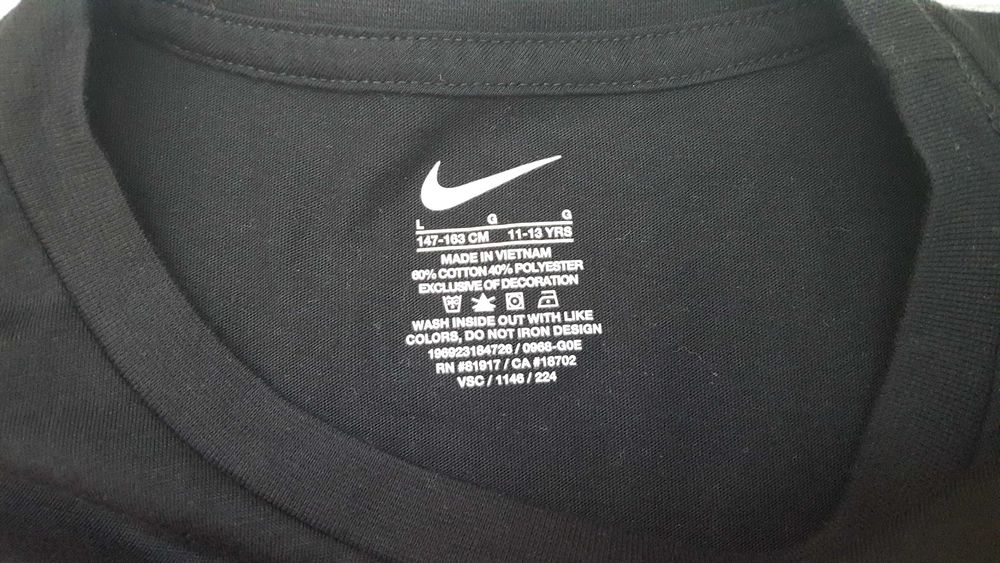 L G G
147-163 CM 11-13 YRS
MADE IN VIETNAM
60% COTTON 40% POLYESTER
EXCLUSIVE OF DECORATION
WASH INSIDE OUT WITH LIKE
COLORS, DO NOT IRON DESIGN
196923184726 / 0968-G0E
RN #81917 / CA #18702
VSC / 1146 / 224